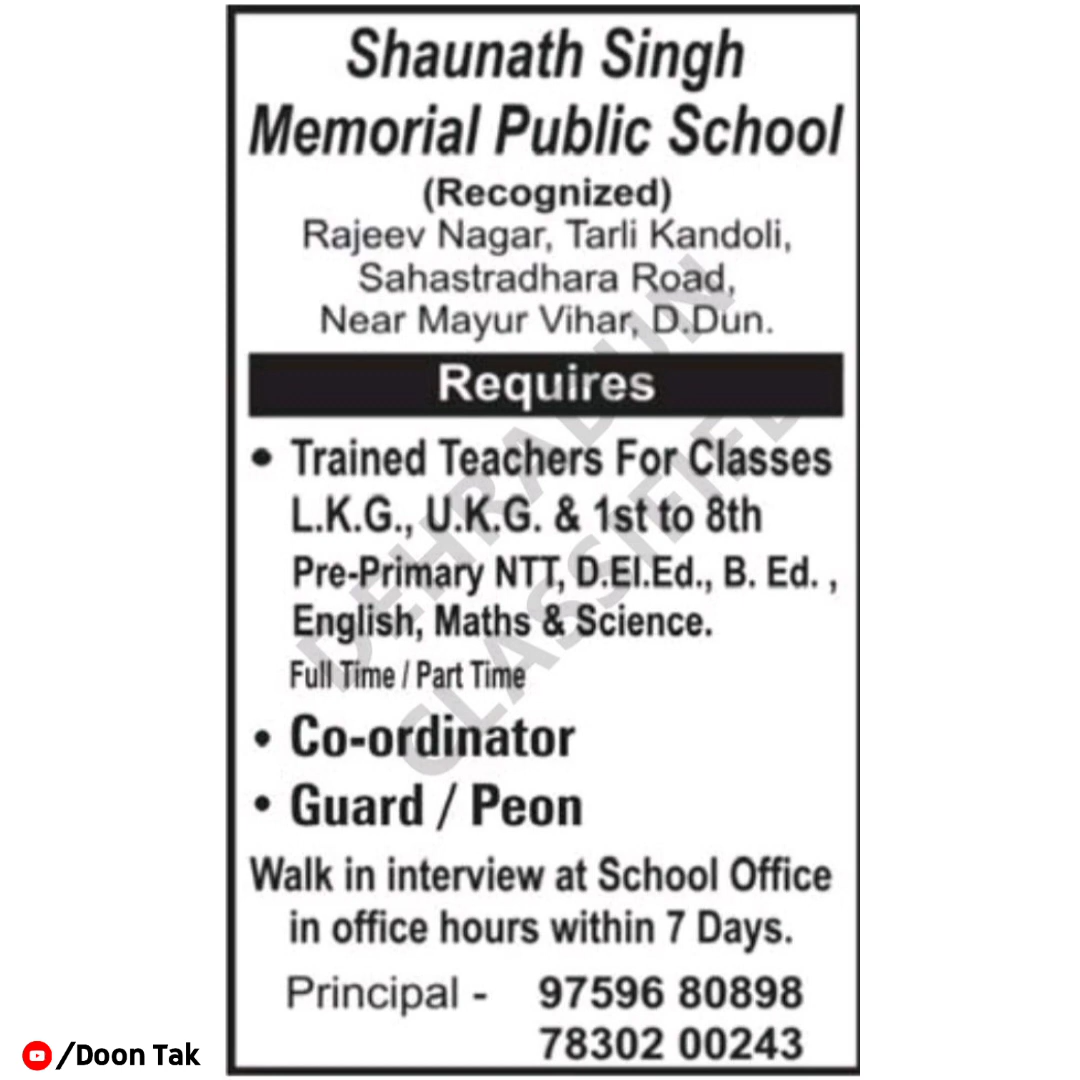 Shaunath Singh
Memorial Public School
(Recognized)
Rajeev Nagar, Tarli Kandoli,
Sahastradhara Road,
Near Mayur Vihar, D.Dun.
Requires
• Trained Teachers For Classes
L.K.G., U.K.G. & 1st to 8th
Pre-Primary NTT, D.El.Ed., B. Ed. ,
English, Maths & Science.
Full Time / Part Time
• Co-ordinator
• Guard / Peon
Walk in interview at School Office
in office hours within 7 Days.
Principal - 97596 80898
78302 00243
/Doon Tak
DEHRADUN